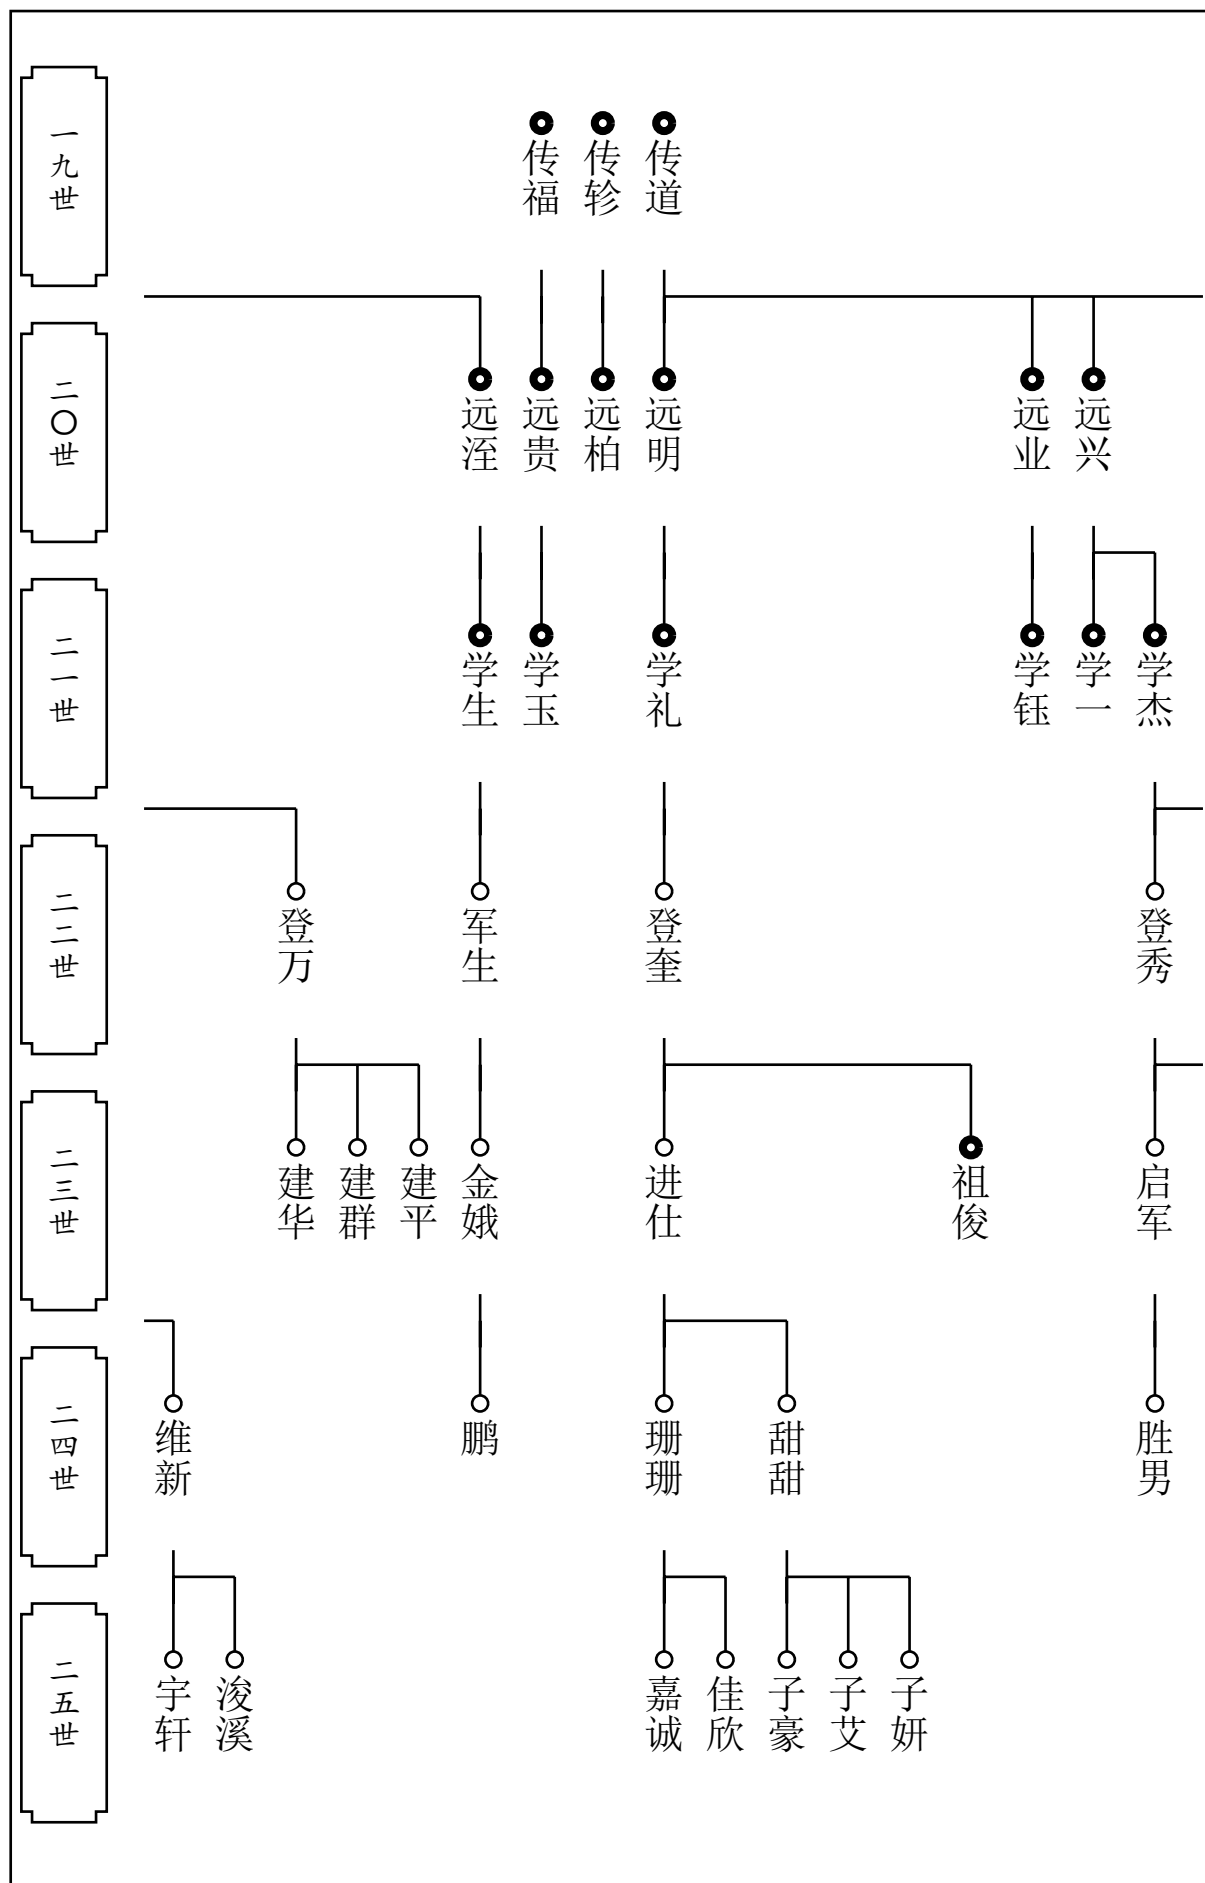 一九世
传道
传轸
传福
二〇世
远兴
远业
远明
远柏
远贵
远洷
二一世
学杰
学一
学钰
学礼
学玉
学生
二二世
登秀
登奎
军生
登万
二三世
启军
祖俊
进仕
金娥
建平
建群
建华
二四世
胜男
甜甜
珊珊
鹏
维新
二五世
子妍
子艾
子豪
佳欣
嘉诚
浚溪
宇轩